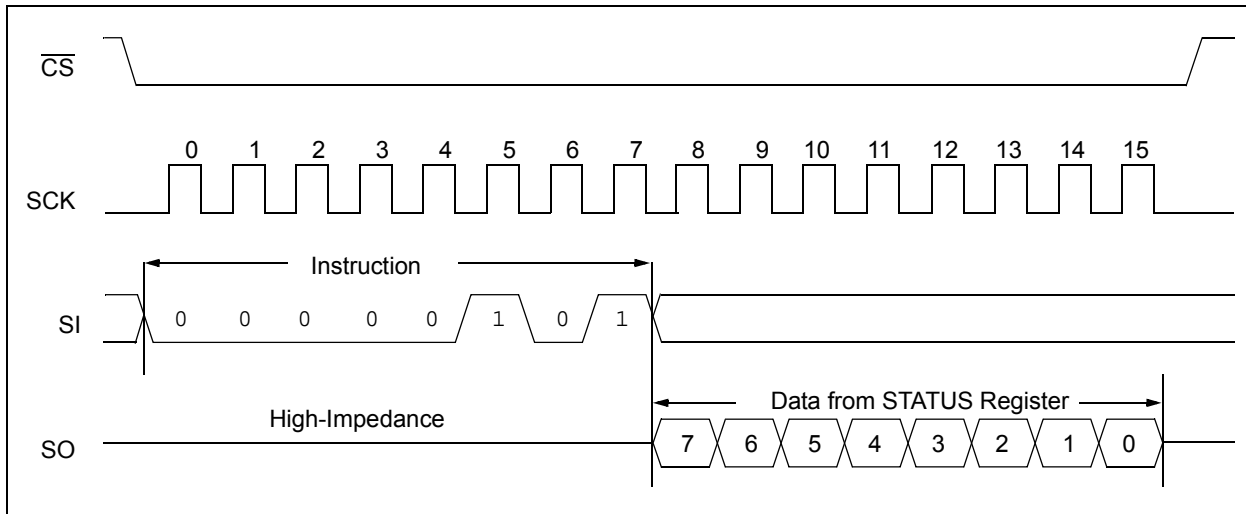 CS
0 1 2 3 4 5 6 7 8 9 10 11 12 13 14 15
SCK
Instruction
SI 0 0 0 0 0 1 0 1
High-Impedance
Data from STATUS Register
SO 7 6 5 4 3 2 1 0